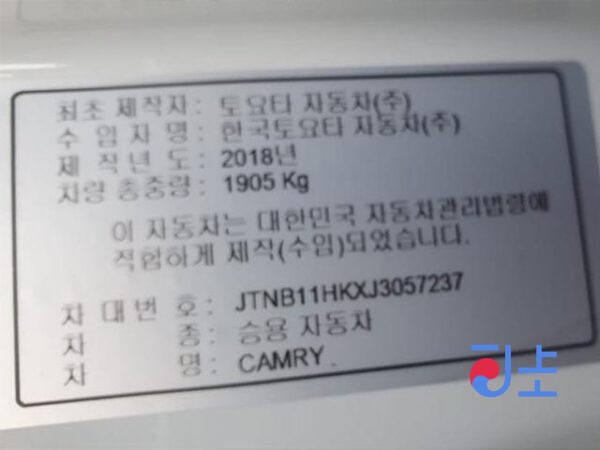 최초 제작자 : 토요타 자동차(주)
수 입 자 명 : 한국토요타 자동차(주)
제 작 년 도 : 2018년
차량 총중량 : 1905 Kg
이 자동차는 대한민국 자동차관리법령에
적합하게 제작(수입)되었습니다.
차 대 번 호 : JTNB11HKXJ3057237
차 종 : 승용 자동차
차 명 : CAMRY